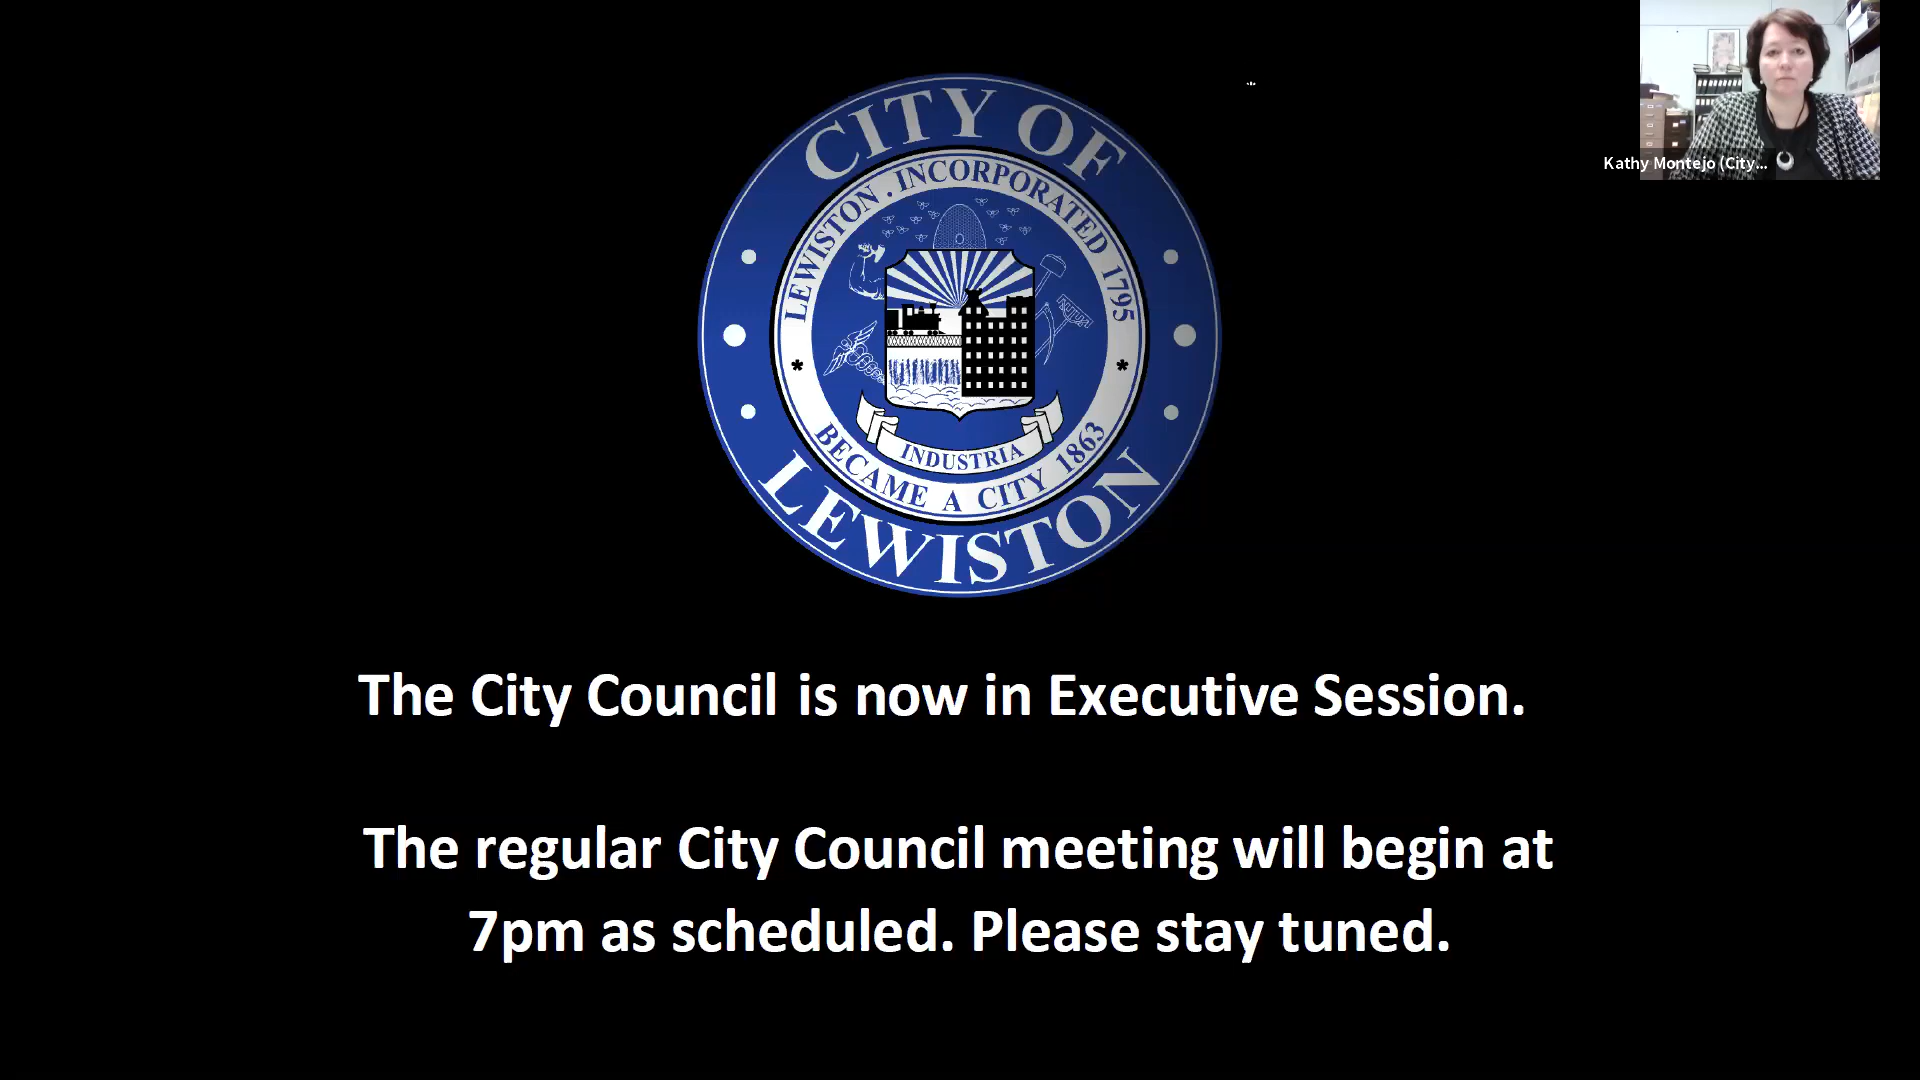 CITY OF
LEWISTON . INCORPORATED 1795
INDUSTRIA
* BECAME A CITY 1863 *
LEWISTON
Kathy Montejo (City...
The City Council is now in Executive Session.
The regular City Council meeting will begin at
7pm as scheduled. Please stay tuned.